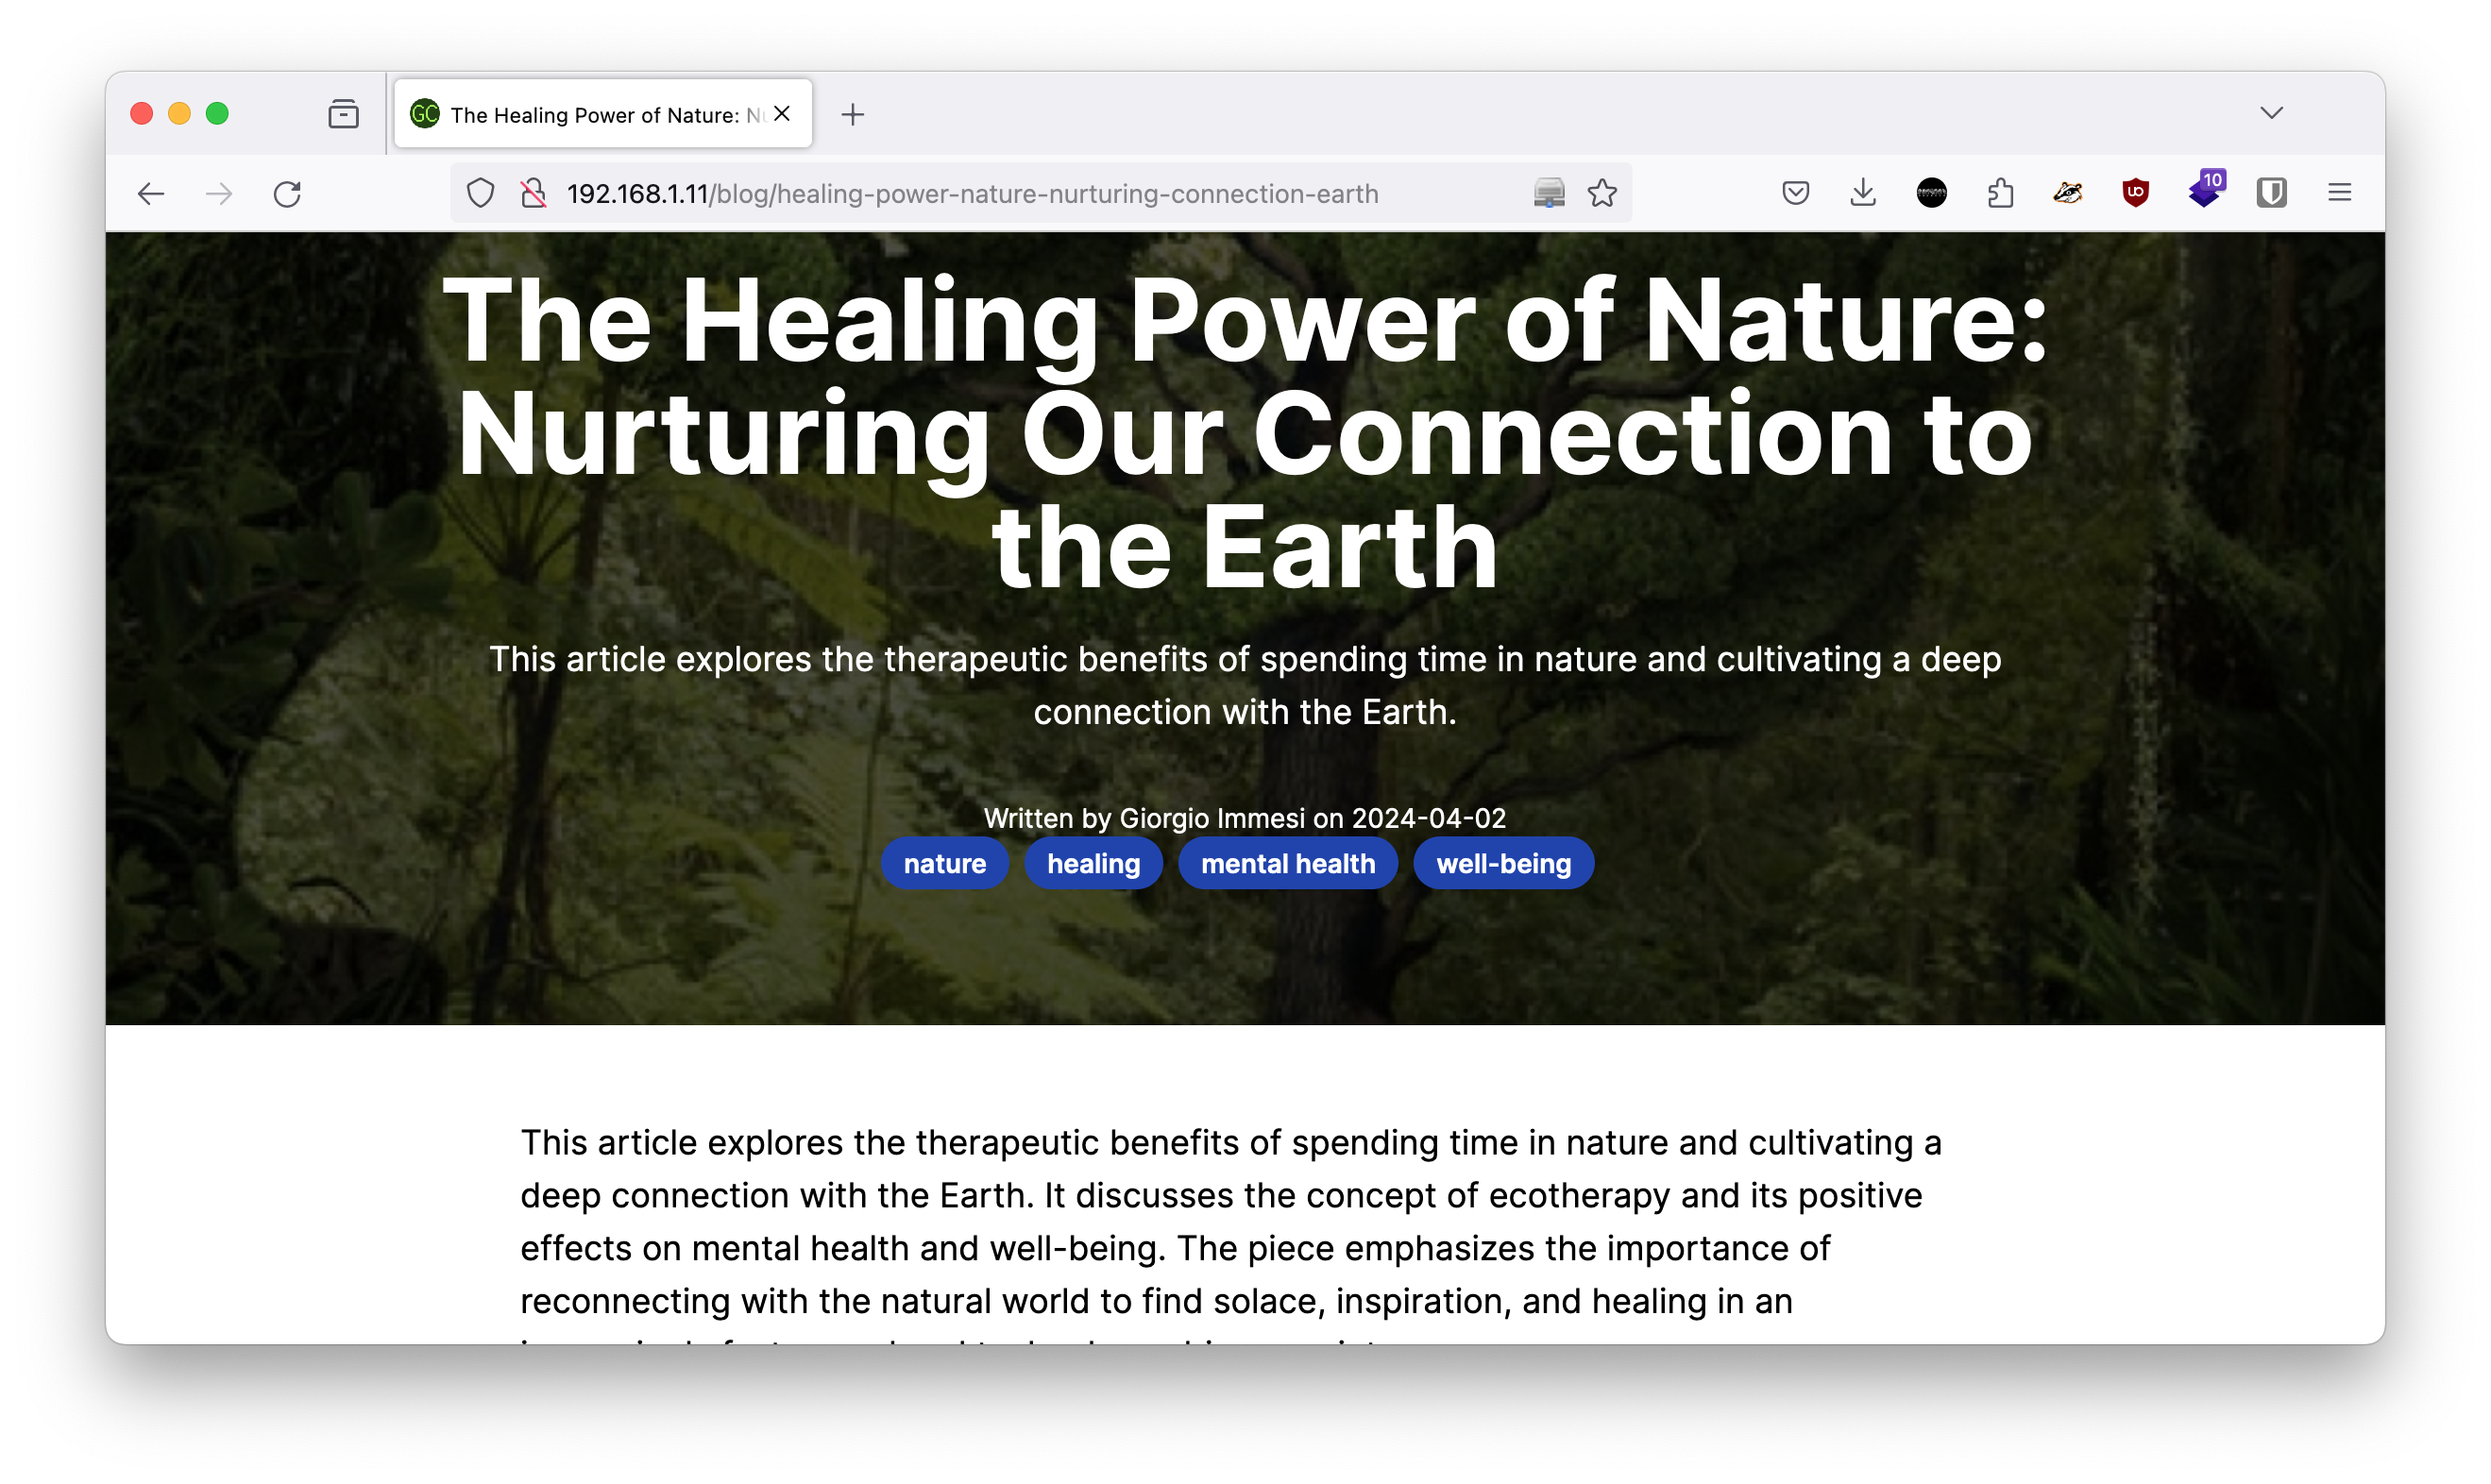 GC The Healing Power of Nature: Nu
192.168.1.11/blog/healing-power-nature-nurturing-connection-earth
10
The Healing Power of Nature:
Nurturing Our Connection to
the Earth
This article explores the therapeutic benefits of spending time in nature and cultivating a deep
connection with the Earth.
Written by Giorgio Immesi on 2024-04-02
nature healing mental health well-being
This article explores the therapeutic benefits of spending time in nature and cultivating a
deep connection with the Earth. It discusses the concept of ecotherapy and its positive
effects on mental health and well-being. The piece emphasizes the importance of
reconnecting with the natural world to find solace, inspiration, and healing in an